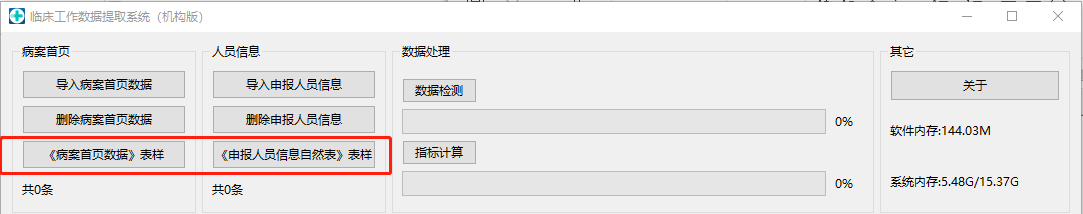 临床工作数据提取系统（机构版）
病案首页
导入病案首页数据
删除病案首页数据
《病案首页数据》表样
共0条
人员信息
导入申报人员信息
删除申报人员信息
《申报人员信息自然表》表样
共0条
数据处理
数据检测
0%
指标计算
0%
其它
关于
软件内存:144.03M
系统内存:5.48G/15.37G